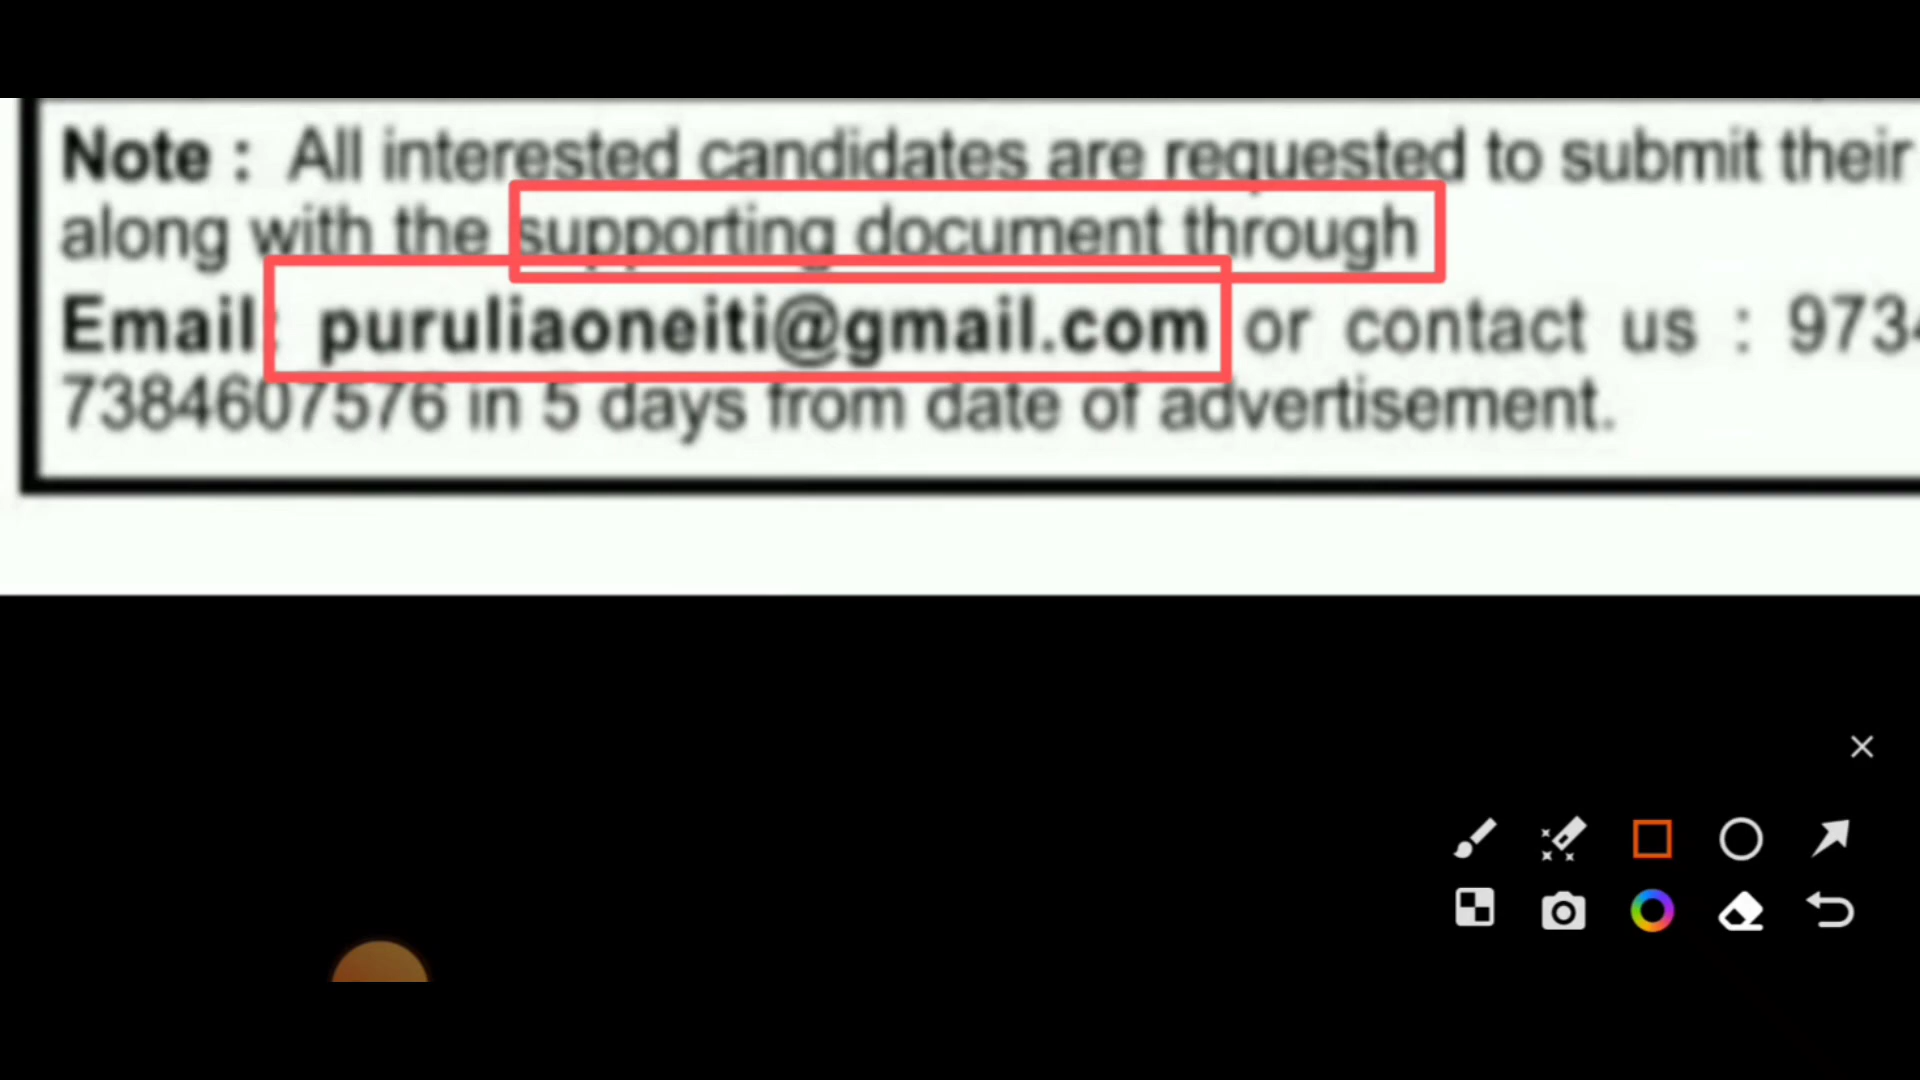 Note : All interested candidates are requested to submit their
along with the supporting document through
Email: puruliaoneiti@gmail.com or contact us : 973
7384607576 in 5 days from date of advertisement.